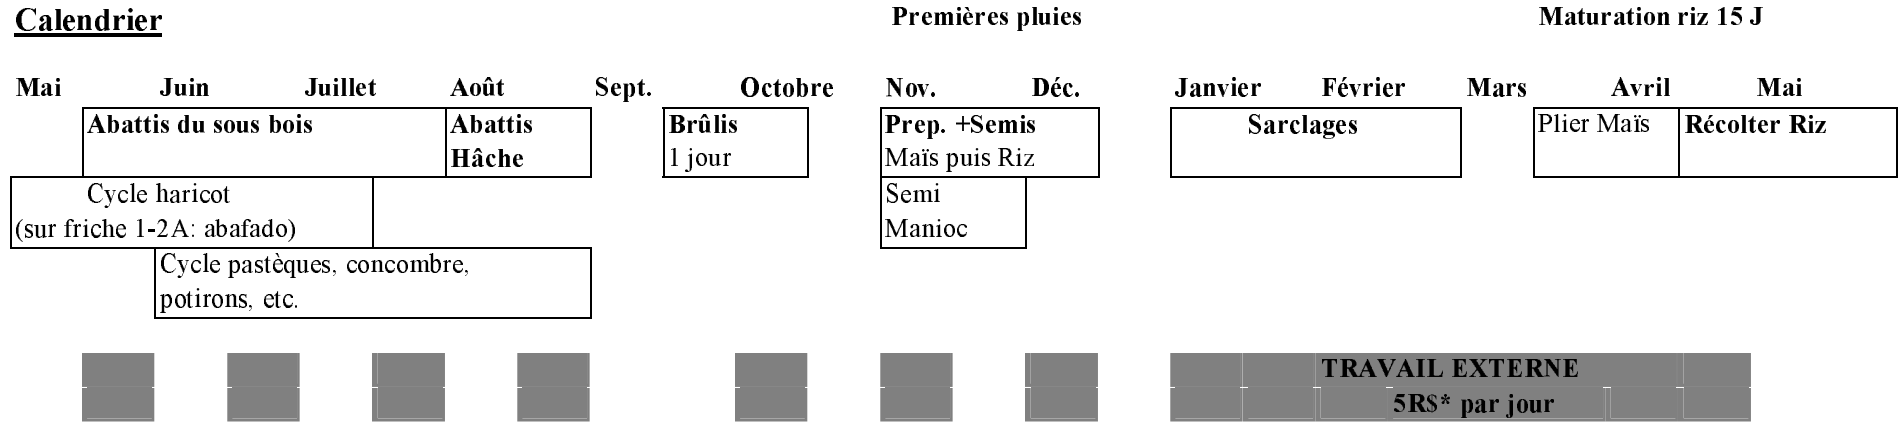 Calendrier Premières pluies Maturation riz 15 J
Mai Juin Juillet Août Sept. Octobre Nov. Déc. Janvier Février Mars Avril Mai
Abattis du sous bois Abattis Brûlis Prep. +Semis Sarclages Plier Maïs Récolter Riz
Hâche 1 jour Maïs puis Riz
Cycle haricot Semi
(sur friche 1-2A: abafado) Manioc
Cycle pastèques, concombre,
potirons, etc.
TRAVAIL EXTERNE
5R$* par jour